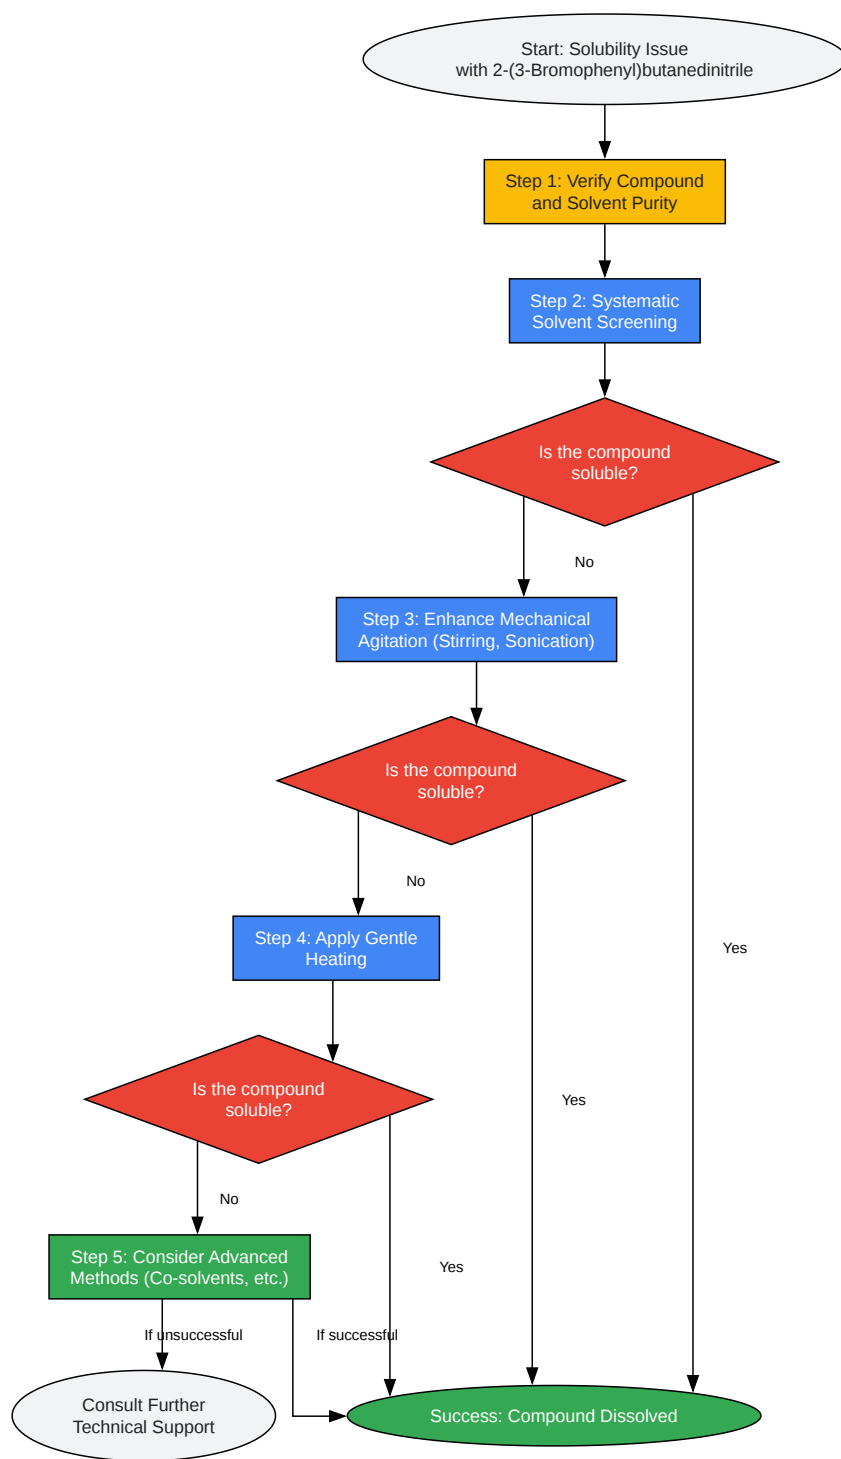 Start: Solubility Issue
with 2-(3-Bromophenyl)butanedinitrile
Step 1: Verify Compound
and Solvent Purity
Step 2: Systematic
Solvent Screening
Is the compound
soluble?
No
Step 3: Enhance Mechanical
Agitation (Stirring, Sonication)
Is the compound
soluble?
No
Step 4: Apply Gentle
Heating
Yes
Is the compound
soluble?
Yes
No
Step 5: Consider Advanced
Methods (Co-solvents, etc.)
Yes
If unsuccessful
If successful
Consult Further
Technical Support
Success: Compound Dissolved